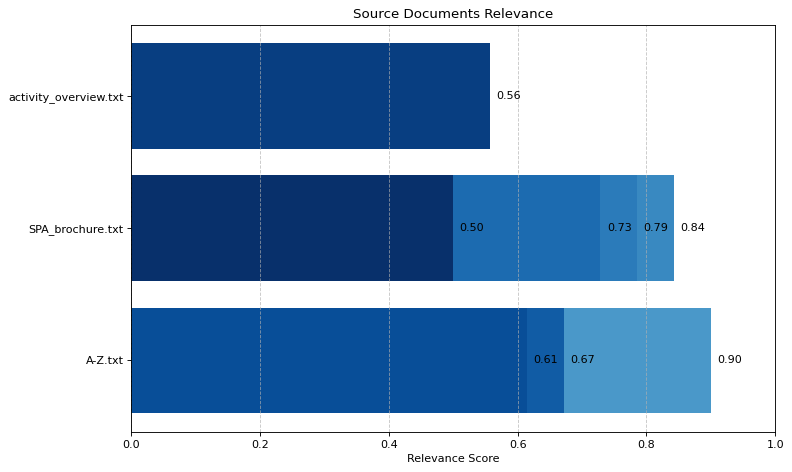 Source Documents Relevance
activity_overview.txt
0.56
SPA_brochure.txt
0.50
0.73
0.79
0.84
A-Z.txt
0.61
0.67
0.90
0.0
0.2
0.4
0.6
0.8
1.0
Relevance Score